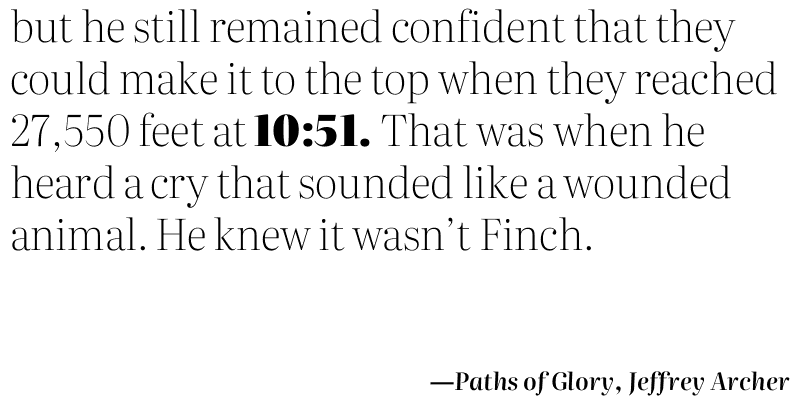 but he still remained confident that they
could make it to the top when they reached
27,550 feet at 10:51. That was when he
heard a cry that sounded like a wounded
animal. He knew it wasn’t Finch.
—Paths of Glory, Jeffrey Archer